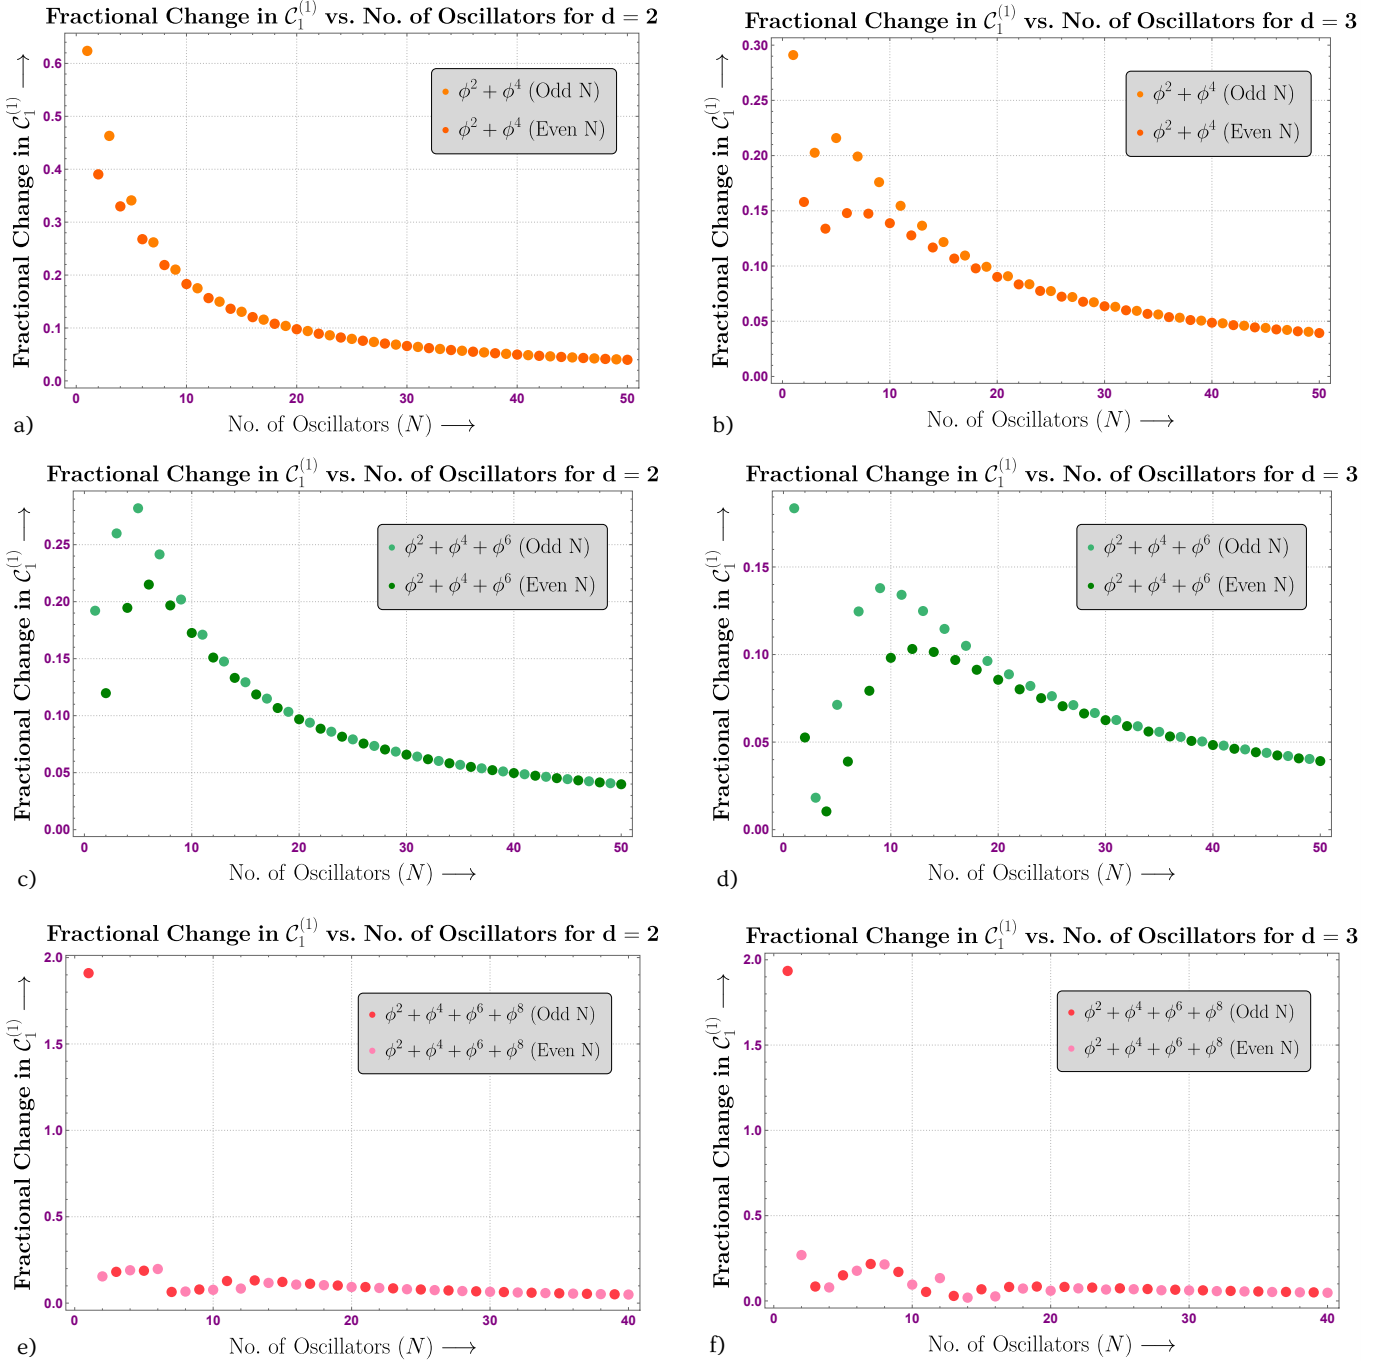 Fractional Change in 𝒞₁⁽¹⁾ vs. No. of Oscillators for d = 2
Fractional Change in 𝒞₁⁽¹⁾ ⟶
0.6
0.5
0.4
0.3
0.2
0.1
0.0
ϕ² + ϕ⁴ (Odd N)
ϕ² + ϕ⁴ (Even N)
0 10 20 30 40 50
No. of Oscillators (N) ⟶
a)
Fractional Change in 𝒞₁⁽¹⁾ vs. No. of Oscillators for d = 3
Fractional Change in 𝒞₁⁽¹⁾ ⟶
0.30
0.25
0.20
0.15
0.10
0.05
0.00
ϕ² + ϕ⁴ (Odd N)
ϕ² + ϕ⁴ (Even N)
0 10 20 30 40 50
No. of Oscillators (N) ⟶
b)
Fractional Change in 𝒞₁⁽¹⁾ vs. No. of Oscillators for d = 2
Fractional Change in 𝒞₁⁽¹⁾ ⟶
0.25
0.20
0.15
0.10
0.05
0.00
ϕ² + ϕ⁴ + ϕ⁶ (Odd N)
ϕ² + ϕ⁴ + ϕ⁶ (Even N)
0 10 20 30 40 50
No. of Oscillators (N) ⟶
c)
Fractional Change in 𝒞₁⁽¹⁾ vs. No. of Oscillators for d = 3
Fractional Change in 𝒞₁⁽¹⁾ ⟶
0.15
0.10
0.05
0.00
ϕ² + ϕ⁴ + ϕ⁶ (Odd N)
ϕ² + ϕ⁴ + ϕ⁶ (Even N)
0 10 20 30 40 50
No. of Oscillators (N) ⟶
d)
Fractional Change in 𝒞₁⁽¹⁾ vs. No. of Oscillators for d = 2
Fractional Change in 𝒞₁⁽¹⁾ ⟶
2.0
1.5
1.0
0.5
0.0
ϕ² + ϕ⁴ + ϕ⁶ + ϕ⁸ (Odd N)
ϕ² + ϕ⁴ + ϕ⁶ + ϕ⁸ (Even N)
0 10 20 30 40
No. of Oscillators (N) ⟶
e)
Fractional Change in 𝒞₁⁽¹⁾ vs. No. of Oscillators for d = 3
Fractional Change in 𝒞₁⁽¹⁾ ⟶
2.0
1.5
1.0
0.5
0.0
ϕ² + ϕ⁴ + ϕ⁶ + ϕ⁸ (Odd N)
ϕ² + ϕ⁴ + ϕ⁶ + ϕ⁸ (Even N)
0 10 20 30 40
No. of Oscillators (N) ⟶
f)